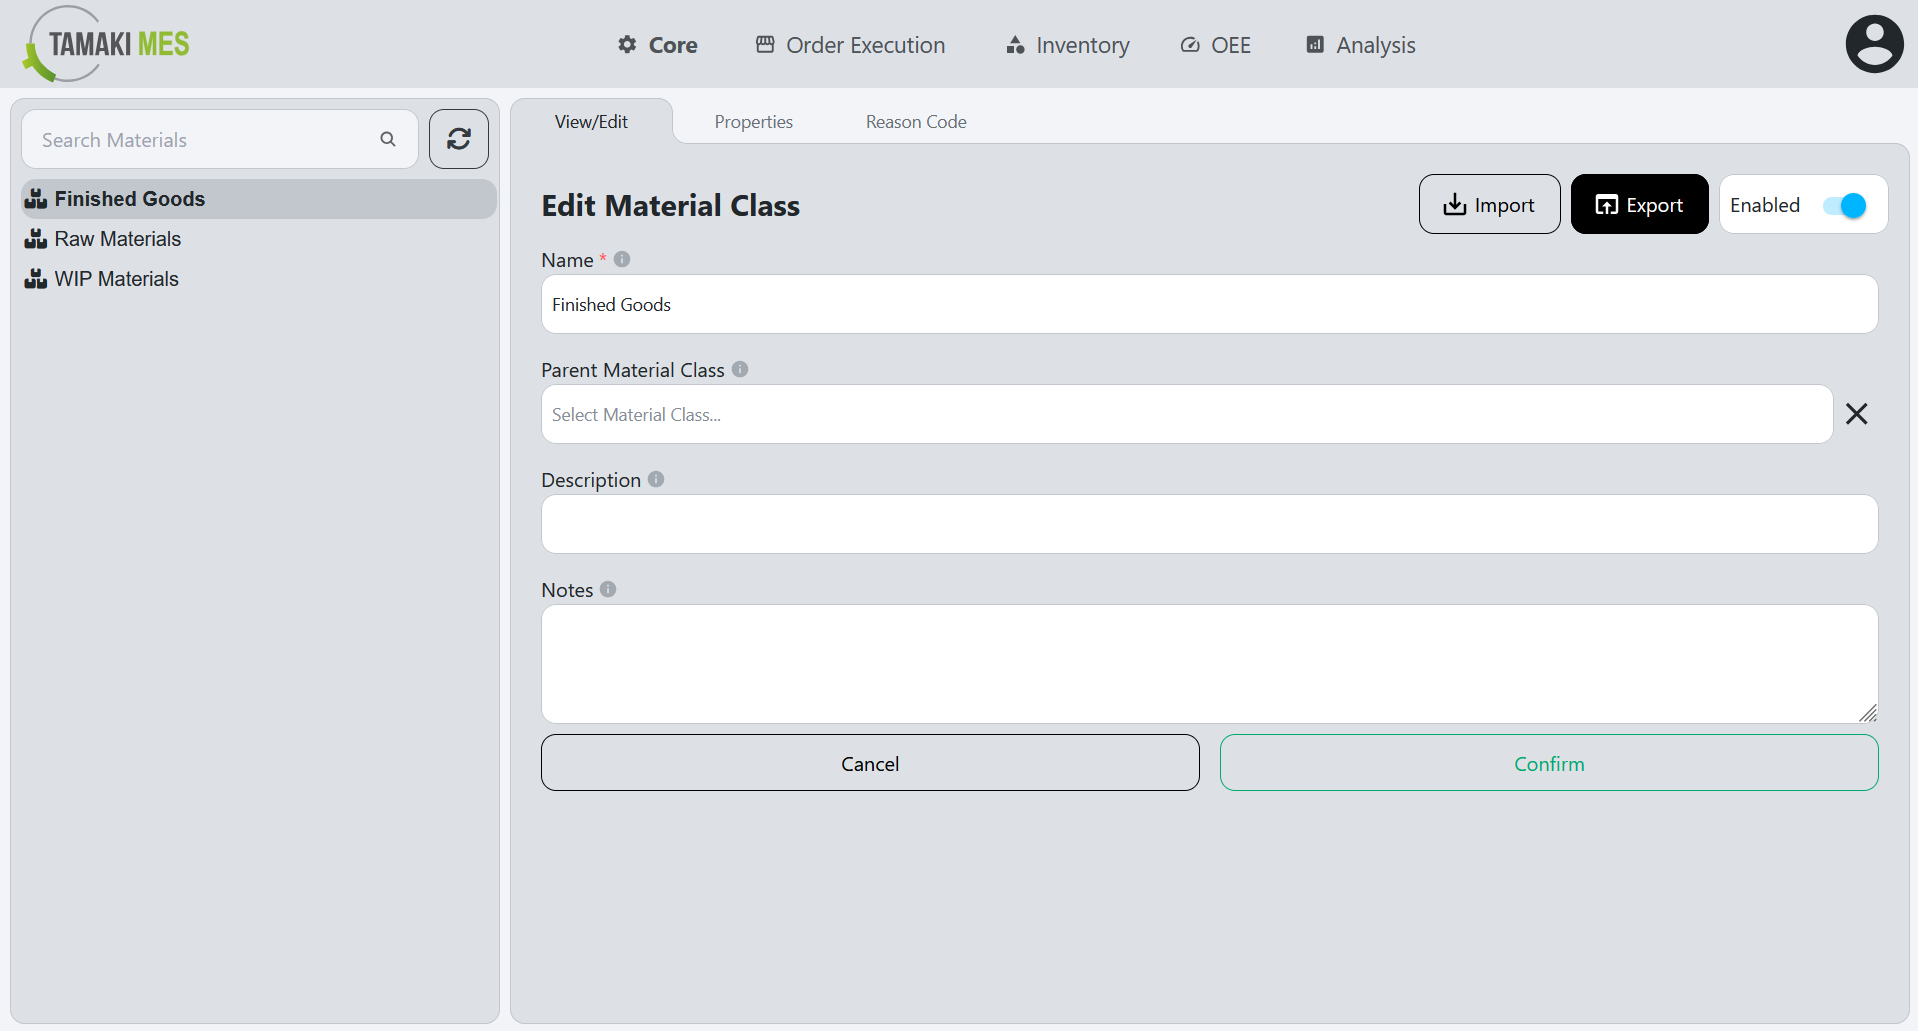 TAMAKI MES
Core
Order Execution
Inventory
OEE
Analysis
Search Materials
Finished Goods
Raw Materials
WIP Materials
View/Edit
Properties
Reason Code
Edit Material Class
Import
Export
Enabled
Name *
Finished Goods
Parent Material Class
Select Material Class...
Description
Notes
Cancel
Confirm